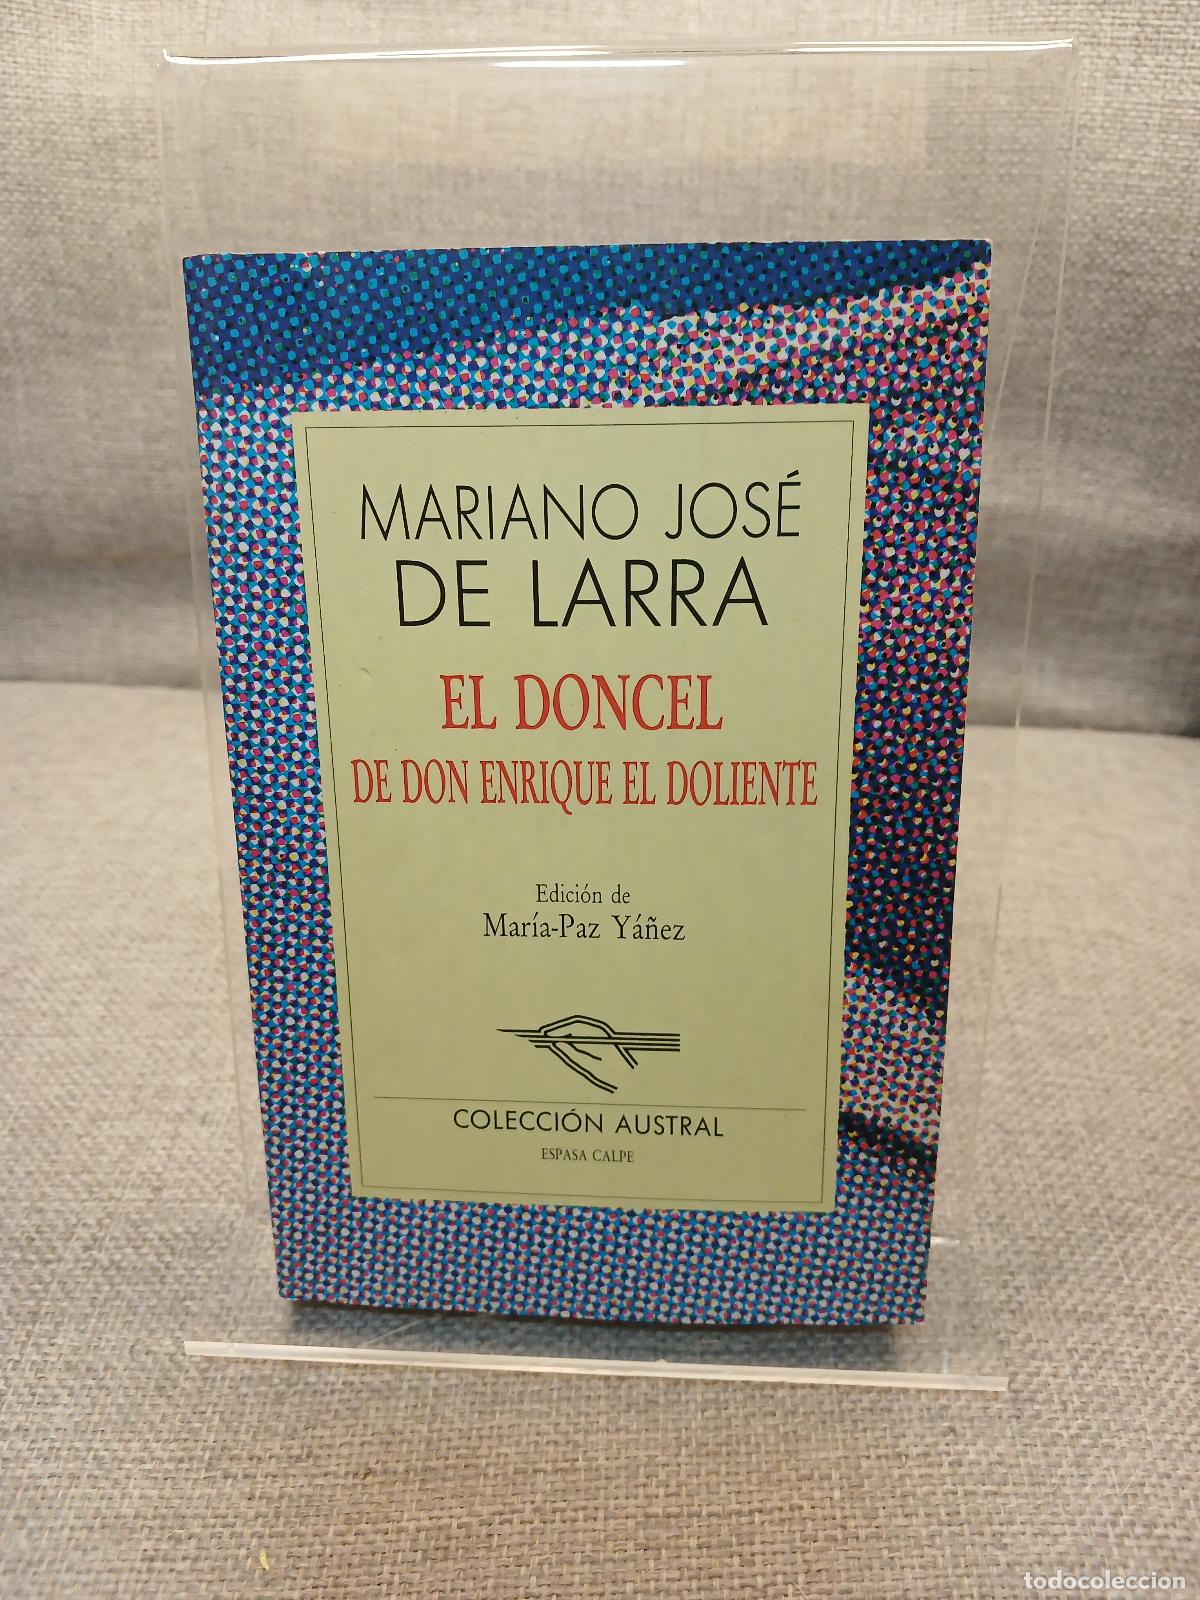 MARIANO JOSÉ
DE LARRA
EL DONCEL
DE DON ENRIQUE EL DOLIENTE
Edición de
María-Paz Yáñez
COLECCIÓN AUSTRAL
ESPASA CALPE
todocoleccion